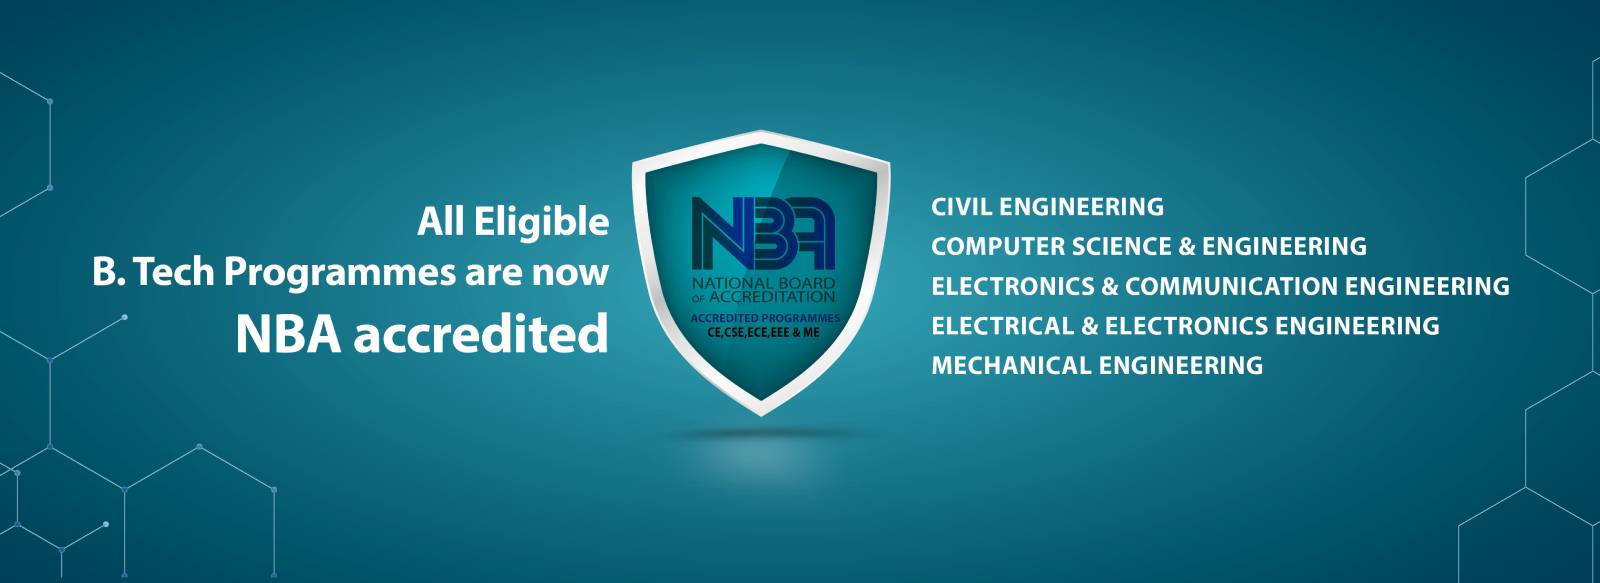 All Eligible
B. Tech Programmes are now
NBA accredited
NBA
NATIONAL BOARD
OF ACCREDITATION
ACCREDITED PROGRAMMES
CE,CSE,ECE,EEE & ME
CIVIL ENGINEERING
COMPUTER SCIENCE & ENGINEERING
ELECTRONICS & COMMUNICATION ENGINEERING
ELECTRICAL & ELECTRONICS ENGINEERING
MECHANICAL ENGINEERING